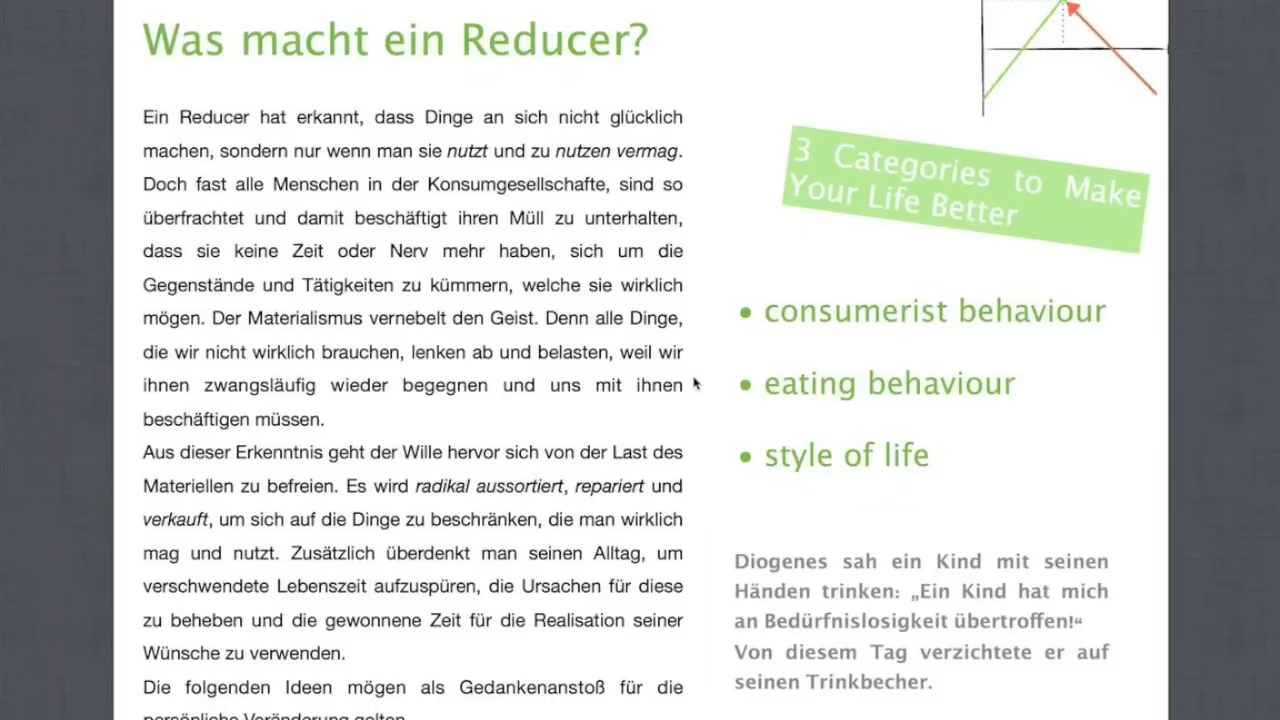 Was macht ein Reducer?
Ein Reducer hat erkannt, dass Dinge an sich nicht glücklich
machen, sondern nur wenn man sie nutzt und zu nutzen vermag.
Doch fast alle Menschen in der Konsumgesellschafte, sind so
überfrachtet und damit beschäftigt ihren Müll zu unterhalten,
dass sie keine Zeit oder Nerv mehr haben, sich um die
Gegenstände und Tätigkeiten zu kümmern, welche sie wirklich
mögen. Der Materialismus vernebelt den Geist. Denn alle Dinge,
die wir nicht wirklich brauchen, lenken ab und belasten, weil wir
ihnen zwangsläufig wieder begegnen und uns mit ihnen
beschäftigen müssen.
Aus dieser Erkenntnis geht der Wille hervor sich von der Last des
Materiellen zu befreien. Es wird radikal aussortiert, repariert und
verkauft, um sich auf die Dinge zu beschränken, die man wirklich
mag und nutzt. Zusätzlich überdenkt man seinen Alltag, um
verschwendete Lebenszeit aufzuspüren, die Ursachen für diese
zu beheben und die gewonnene Zeit für die Realisation seiner
Wünsche zu verwenden.
Die folgenden Ideen mögen als Gedankenanstoß für die
persönliche Veränderung gelten.
3 Categories to Make
Your Life Better
• consumerist behaviour
• eating behaviour
• style of life
Diogenes sah ein Kind mit seinen
Händen trinken: „Ein Kind hat mich
an Bedürfnislosigkeit übertroffen!“
Von diesem Tag verzichtete er auf
seinen Trinkbecher.